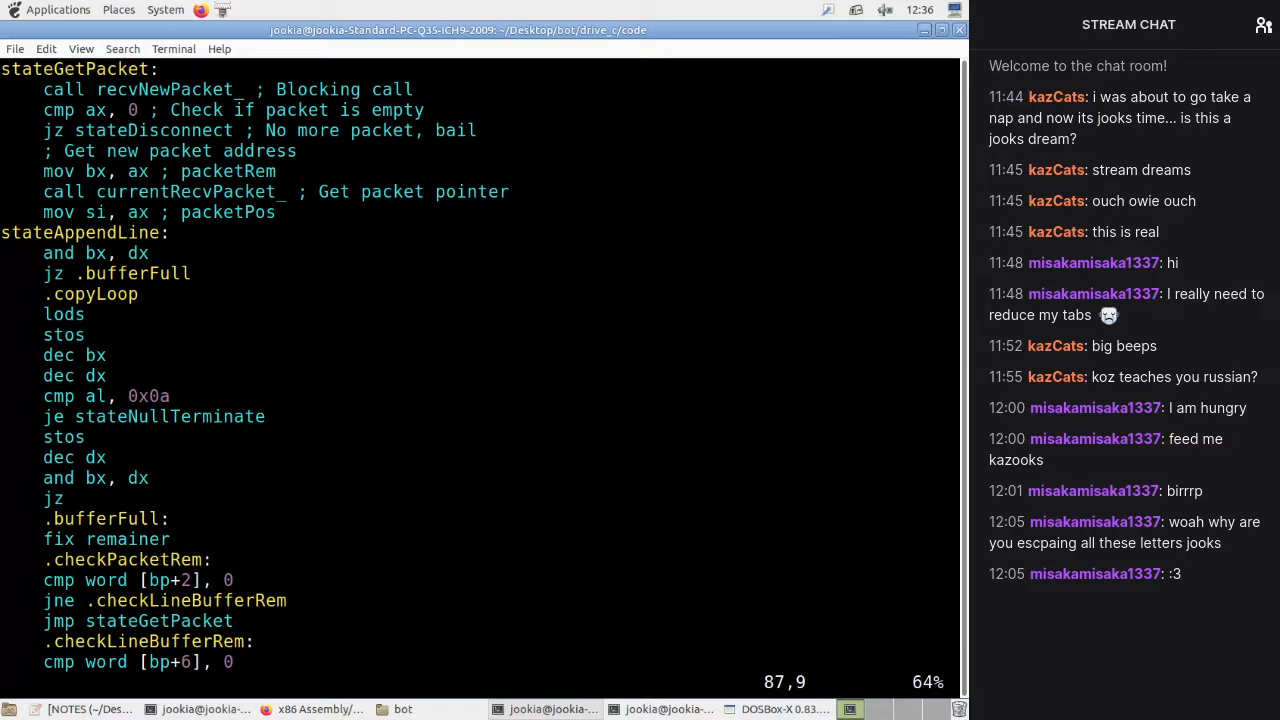 Applications Places System 12:36
jookia@jookia-Standard-PC-Q35-ICH9-2009: ~/Desktop/bot/drive_c/code
File Edit View Search Terminal Help
stateGetPacket:
call recvNewPacket_ ; Blocking call
cmp ax, 0 ; Check if packet is empty
jz stateDisconnect ; No more packet, bail
; Get new packet address
mov bx, ax ; packetRem
call currentRecvPacket_ ; Get packet pointer
mov si, ax ; packetPos
stateAppendLine:
and bx, dx
jz .bufferFull
.copyLoop
lods
stos
dec bx
dec dx
cmp al, 0x0a
je stateNullTerminate
stos
dec dx
and bx, dx
jz
.bufferFull:
fix remainer
.checkPacketRem:
cmp word [bp+2], 0
jne .checkLineBufferRem
jmp stateGetPacket
.checkLineBufferRem:
cmp word [bp+6], 0
87,9 64%
[NOTES (~/Des... jookia@jookia-... x86 Assembly/... bot jookia@jookia-... jookia@jookia-... DOSBox-X 0.83....
STREAM CHAT
Welcome to the chat room!
11:44 kazCats: i was about to go take a
nap and now its jooks time... is this a
jooks dream?
11:45 kazCats: stream dreams
11:45 kazCats: ouch owie ouch
11:45 kazCats: this is real
11:48 misakamisaka1337: hi
11:48 misakamisaka1337: I really need to
reduce my tabs
11:52 kazCats: big beeps
11:55 kazCats: koz teaches you russian?
12:00 misakamisaka1337: I am hungry
12:00 misakamisaka1337: feed me
kazooks
12:01 misakamisaka1337: birrrp
12:05 misakamisaka1337: woah why are
you escpaing all these letters jooks
12:05 misakamisaka1337: :3